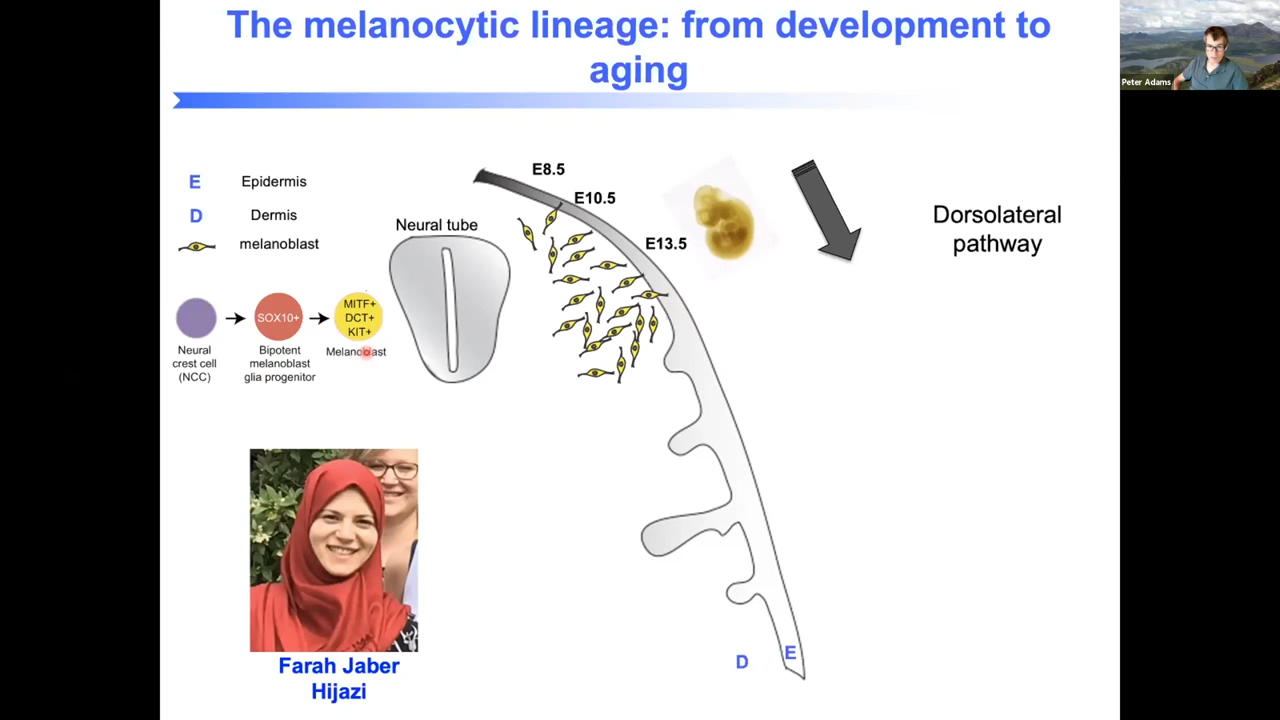 The melanocytic lineage: from development to
aging
Peter Adams
E Epidermis
D Dermis
melanoblast
E8.5
E10.5
E13.5
Neural tube
Dorsolateral
pathway
SOX10+
MITF+
DCT+
KIT+
Neural
crest cell
(NCC)
Bipotent
melanoblast
glia progenitor
Melanoblast
Farah Jaber
Hijazi
D
E